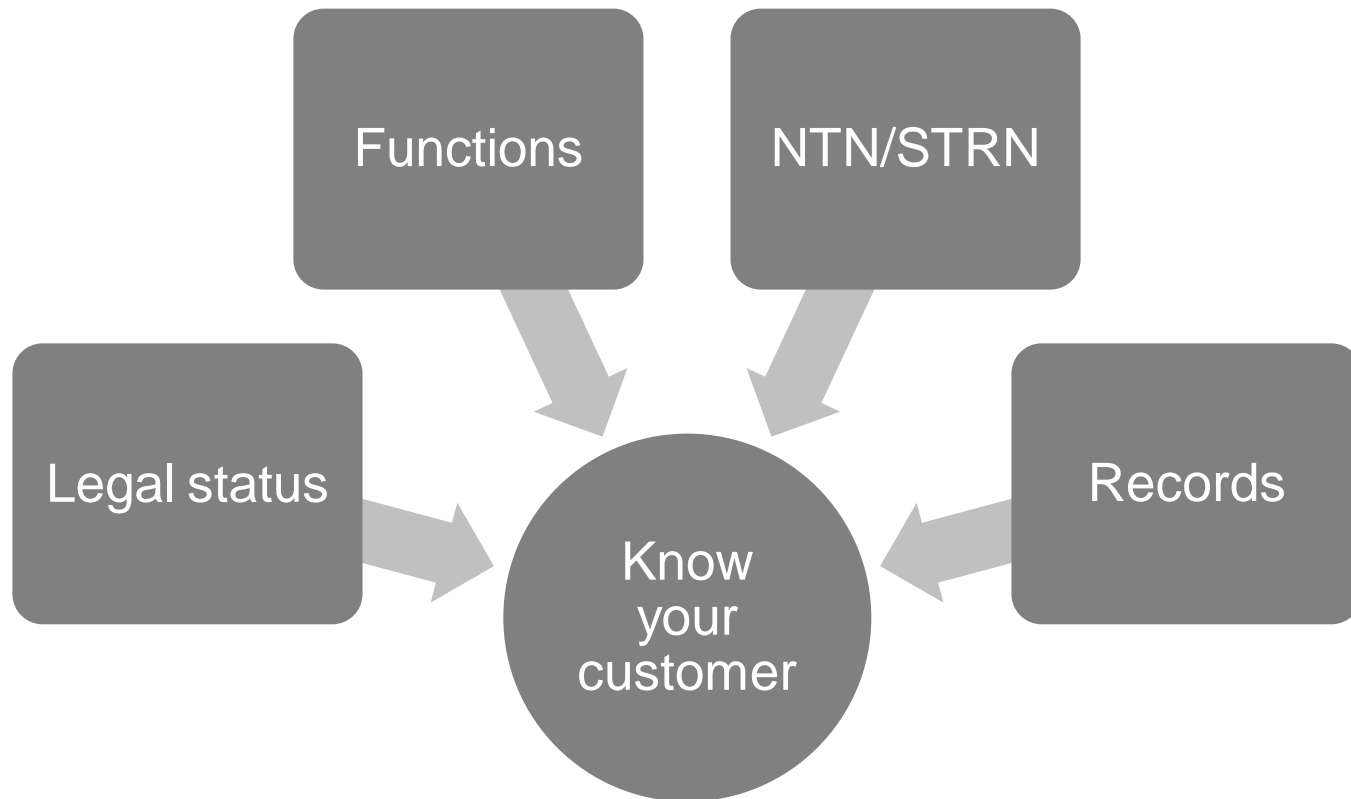 Functions
NTN/STRN
Legal status
Records
Know
your
customer